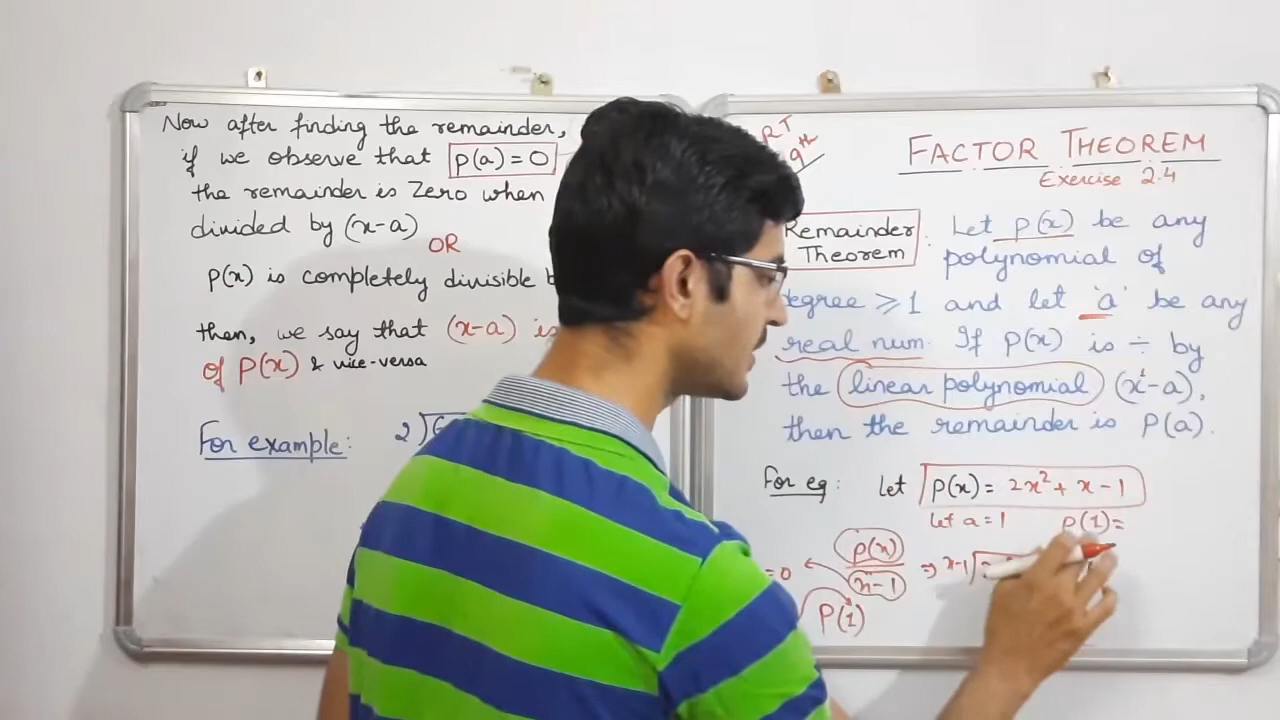 Now after finding the remainder,
if we observe that p(a) = 0
the remainder is Zero when
divided by (x-a)
OR
P(x) is completely divisible
then, we say that (x-a) is
of P(x) & vice-versa
For example: 2
FACTOR THEOREM
Exercise 2.4
9th
Remainder Theorem : Let p(x) be any
polynomial of
degree ⩾ 1 and let 'a' be any
real num. If P(x) is ÷ by
the linear polynomial (x¹-a),
then the remainder is P(a).
For eg: Let p(x) = 2x² + x - 1
Let a = 1 p(1) =
= 0 p(x) / x-1 ⇒ x-1
P(1)